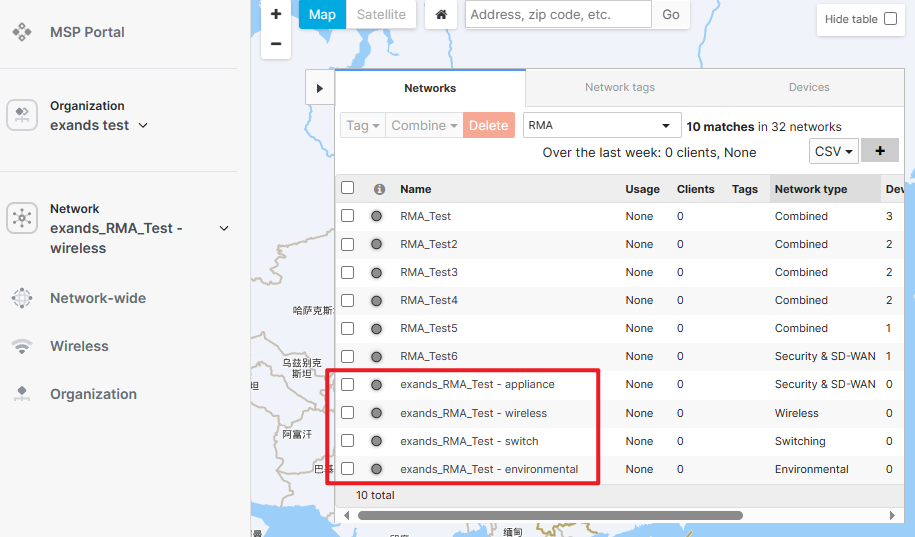 MSP Portal
Organization
exands test
Network
exands_RMA_Test -
wireless
Network-wide
Wireless
Organization
+
−
Map Satellite
Address, zip code, etc. Go
Hide table
Networks Network tags Devices
Tag Combine Delete RMA 10 matches in 32 networks
Over the last week: 0 clients, None CSV +
Name Usage Clients Tags Network type Dev
RMA_Test None 0 Combined 3
RMA_Test2 None 0 Combined 2
RMA_Test3 None 0 Combined 2
RMA_Test4 None 0 Combined 2
RMA_Test5 None 0 Combined 1
RMA_Test6 None 0 Security & SD-WAN 1
exands_RMA_Test - appliance None 0 Security & SD-WAN 0
exands_RMA_Test - wireless None 0 Wireless 0
exands_RMA_Test - switch None 0 Switching 0
exands_RMA_Test - environmental None 0 Environmental 0
10 total
哈萨克斯
乌兹别克
斯坦
坦
阿富汗
巴基
缅甸